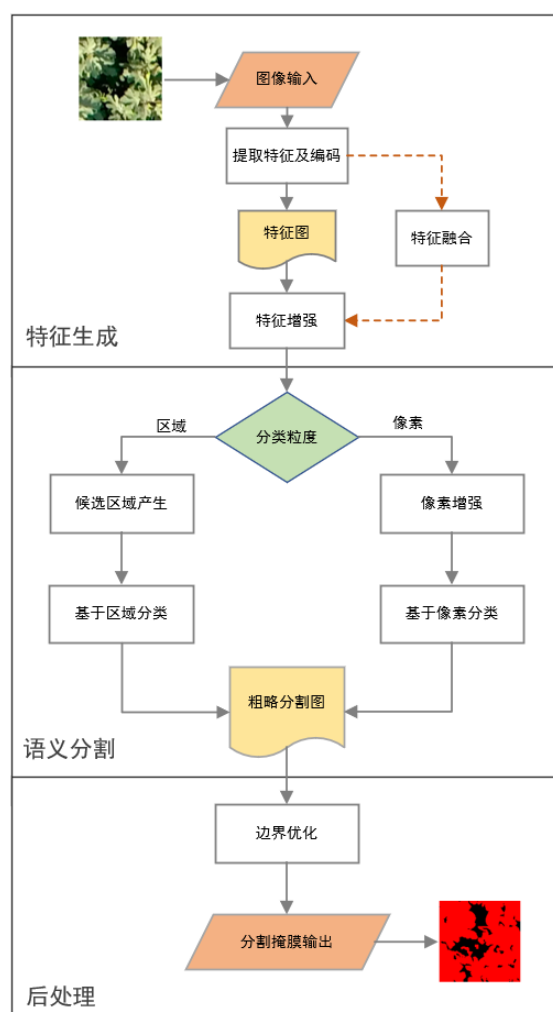 图像输入
提取特征及编码
特征图
特征融合
特征增强
特征生成
分类粒度
区域
像素
候选区域产生
像素增强
基于区域分类
基于像素分类
粗略分割图
语义分割
边界优化
分割掩膜输出
后处理